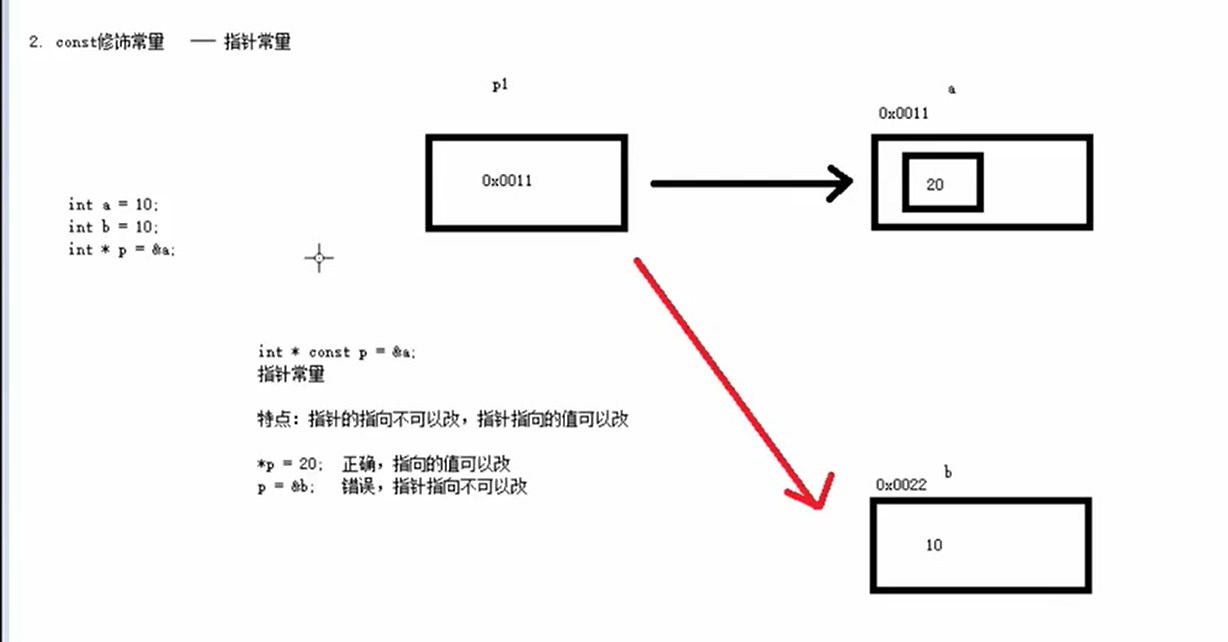 2. const修饰常量 — 指针常量
p1
a
0x0011
0x0011
20
int a = 10;
int b = 10;
int * p = &a;
int * const p = &a;
指针常量
特点：指针的指向不可以改，指针指向的值可以改
*p = 20; 正确，指向的值可以改
p = &b; 错误，指针指向不可以改
b
0x0022
10